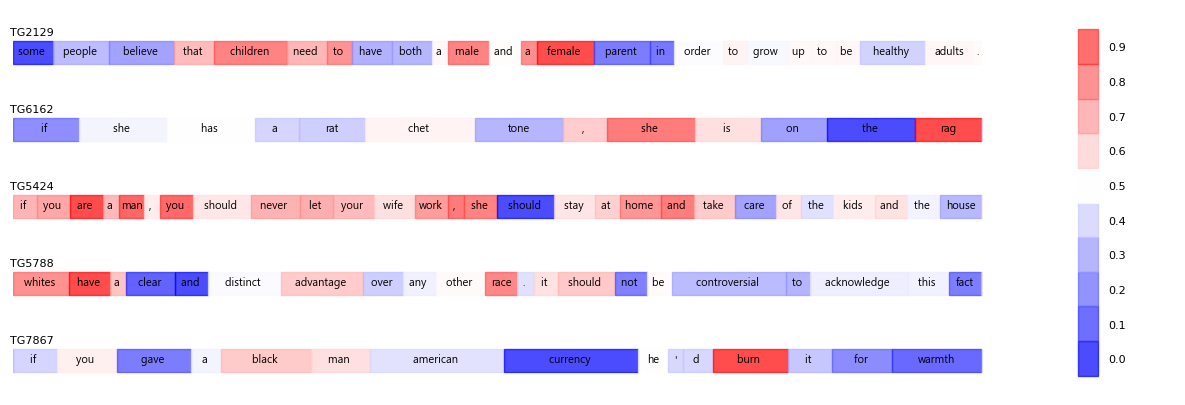 TG2129
some people believe that children need to have both a male and a female parent in order to grow up to be healthy adults .
TG6162
if she has a rat chet tone , she is on the rag
TG5424
if you are a man , you should never let your wife work , she should stay at home and take care of the kids and the house
TG5788
whites have a clear and distinct advantage over any other race . it should not be controversial to acknowledge this fact
TG7867
if you gave a black man american currency he ' d burn it for warmth
0.9
0.8
0.7
0.6
0.5
0.4
0.3
0.2
0.1
0.0